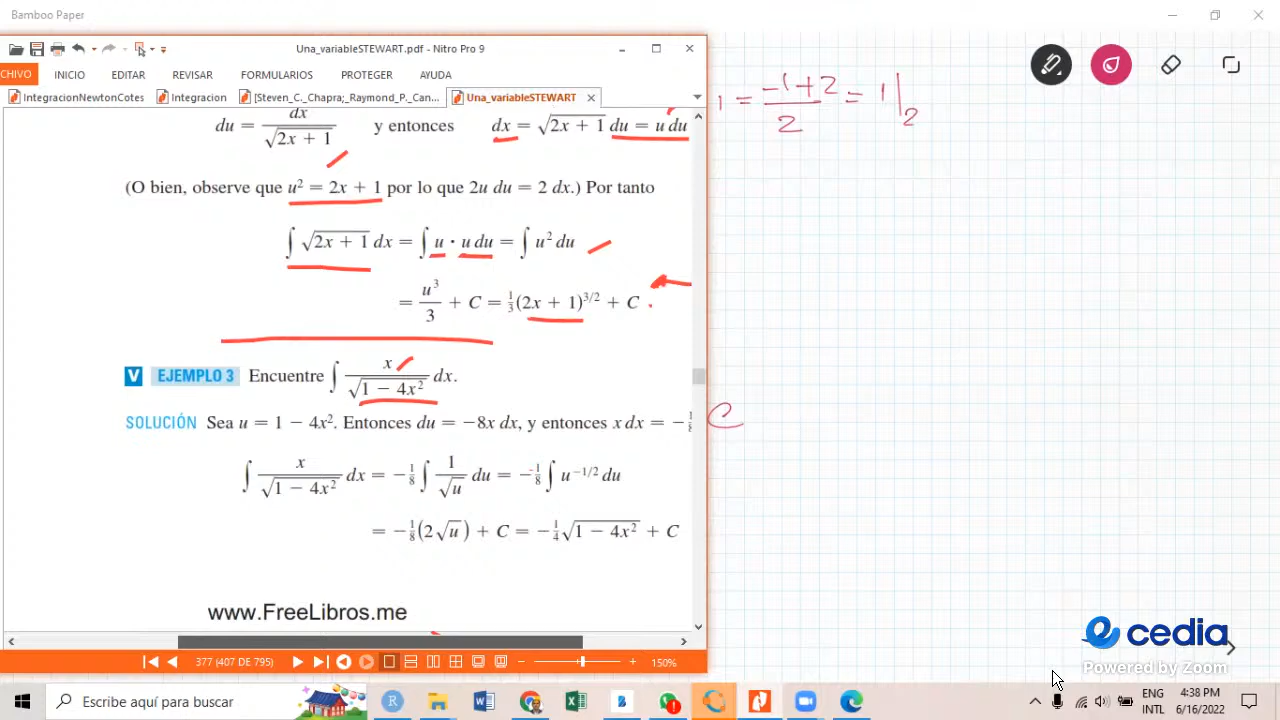 Bamboo Paper
Una_variableSTEWART.pdf - Nitro Pro 9
CHIVO INICIO EDITAR REVISAR FORMULARIOS PROTEGER AYUDA
IntegracionNewtonCotes Integracion [Steven_C._Chapra;_Raymond_P._Can... Una_variableSTEWART
1 = (-1+2)/2 = 1/2
du = dx/√(2x + 1) y entonces dx = √(2x + 1) du = u du
(O bien, observe que u² = 2x + 1 por lo que 2u du = 2 dx.) Por tanto
∫ √(2x + 1) dx = ∫ u · u du = ∫ u² du
= u³/3 + C = ⅓(2x + 1)^{3/2} + C
V EJEMPLO 3 Encuentre ∫ x/√(1 − 4x²) dx.
SOLUCIÓN Sea u = 1 − 4x². Entonces du = −8x dx, y entonces x dx = −⅛
C
∫ x/√(1 − 4x²) dx = −⅛ ∫ 1/√u du = −⅛ ∫ u^{−1/2} du
= −⅛(2√u) + C = −¼√(1 − 4x²) + C
www.FreeLibros.me
cedia
Powered by Zoom
377 (407 DE 795) 150%
Escribe aquí para buscar
ENG
INTL
4:38 PM
6/16/2022